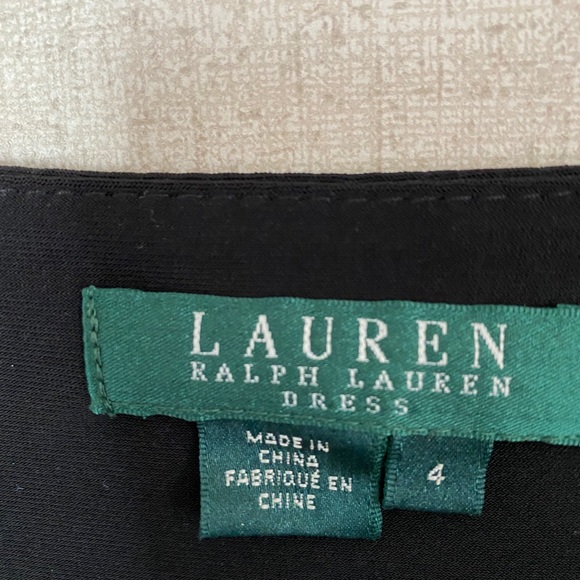 LAUREN
RALPH LAUREN
DRESS
MADE IN
CHINA
FABRIQUÉ EN
CHINE
4